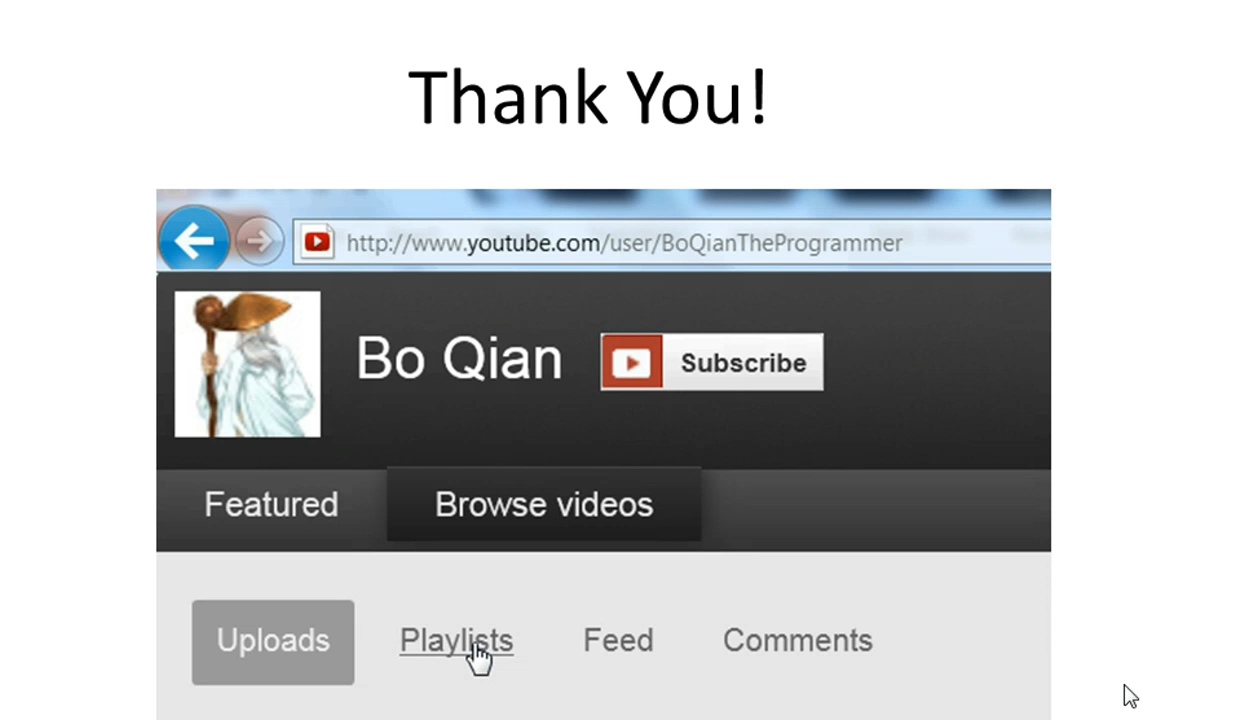 Thank You!
http://www.youtube.com/user/BoQianTheProgrammer
Bo Qian
Subscribe
Featured
Browse videos
Uploads
Playlists
Feed
Comments